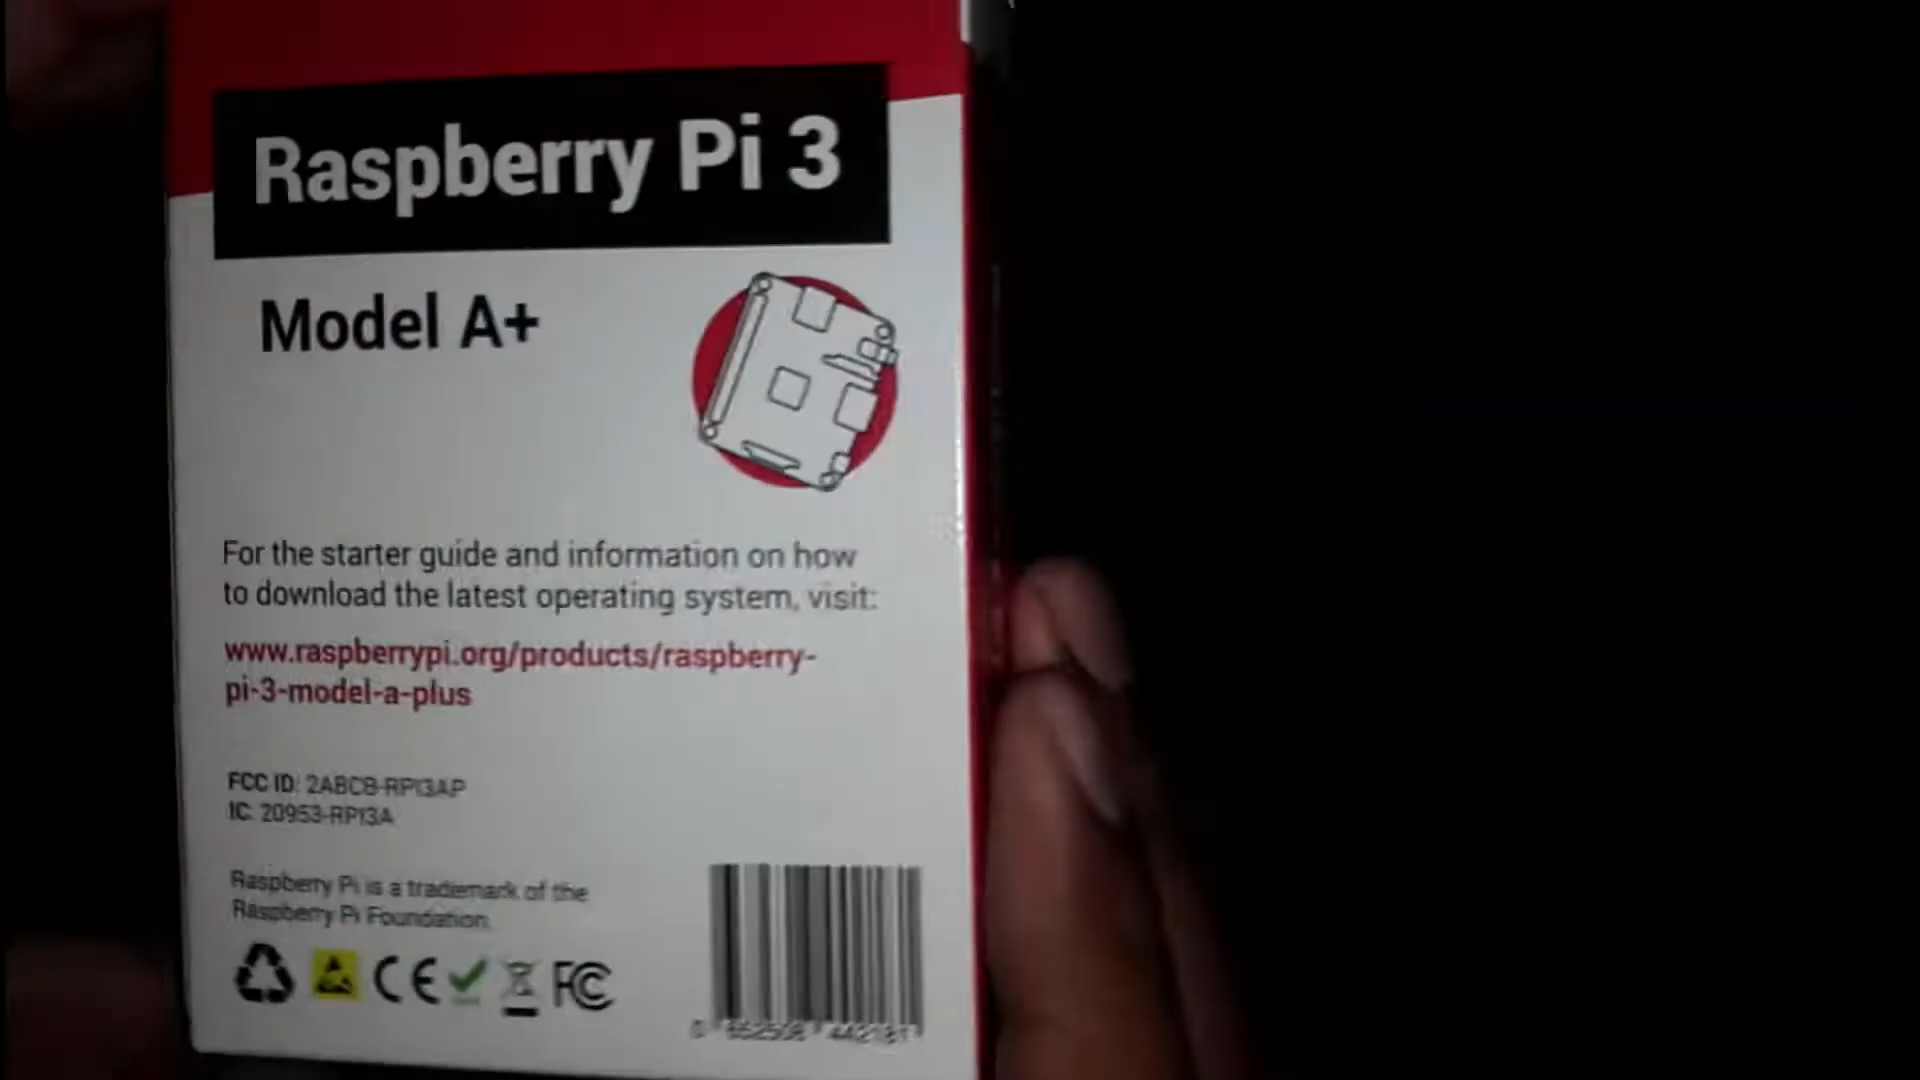 Raspberry Pi 3
Model A+
For the starter guide and information on how
to download the latest operating system, visit:
www.raspberrypi.org/products/raspberry-
pi-3-model-a-plus
FCC ID: 2ABCB-RPI3AP
IC: 20953-RPI3A
Raspberry Pi is a trademark of the
Raspberry Pi Foundation.
CE FC